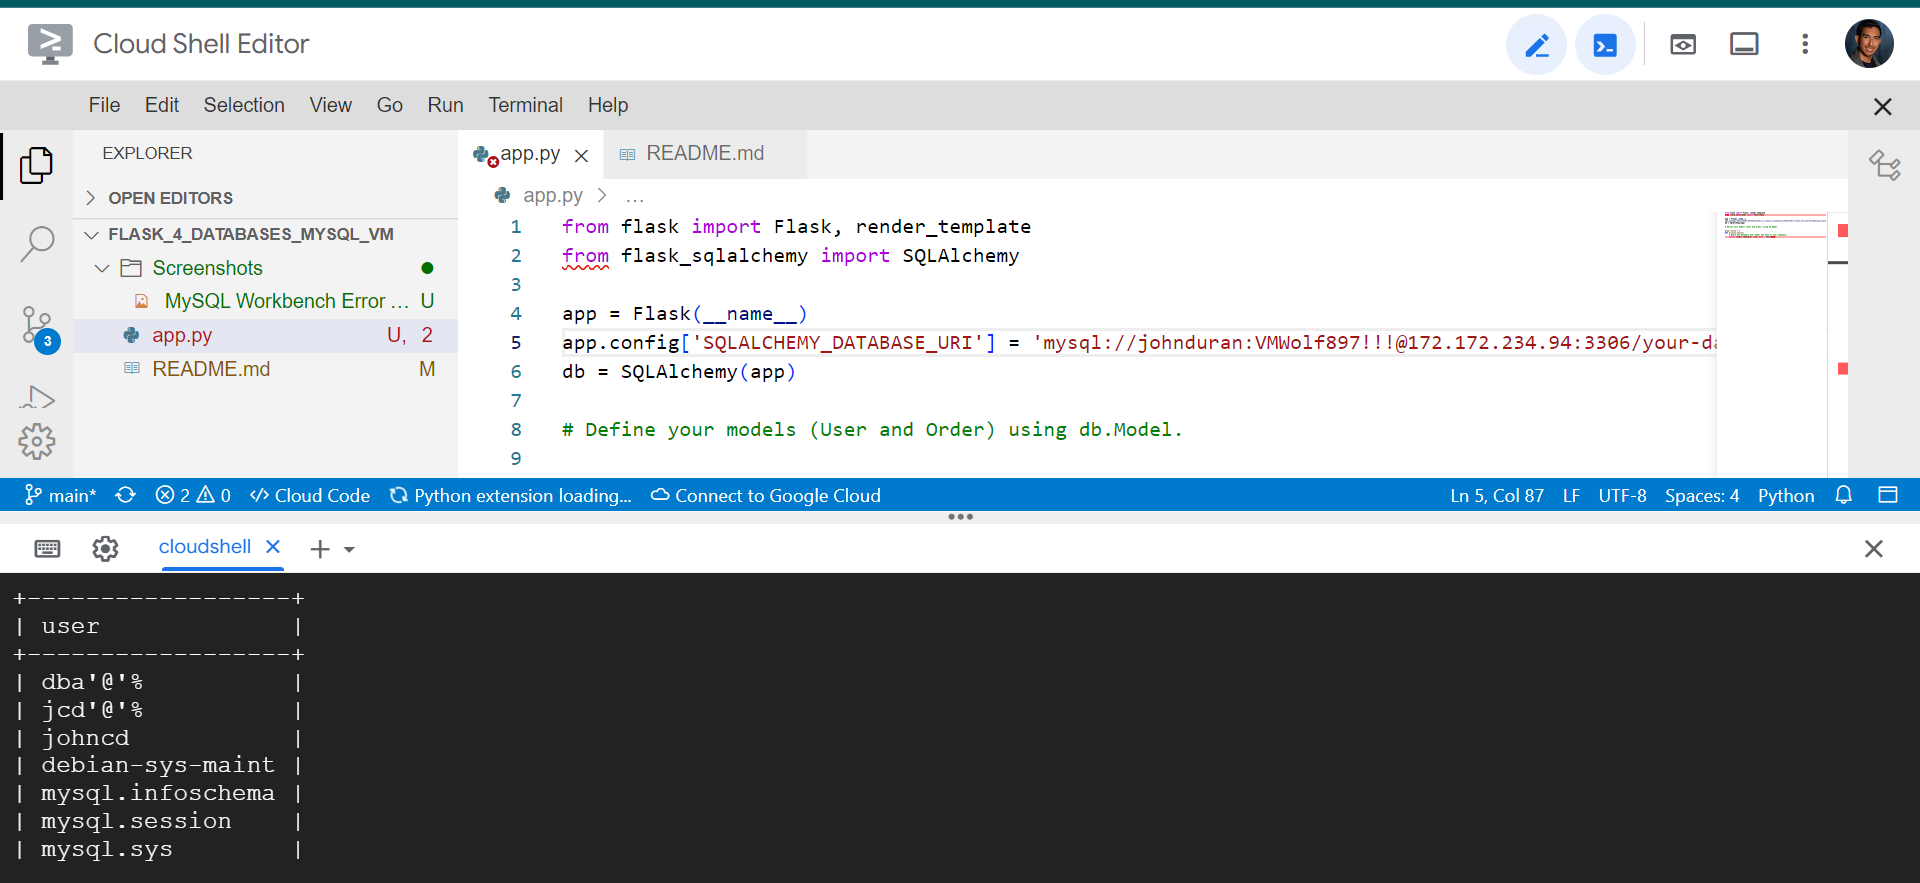 Cloud Shell Editor
File Edit Selection View Go Run Terminal Help
EXPLORER
OPEN EDITORS
FLASK_4_DATABASES_MYSQL_VM
Screenshots
MySQL Workbench Error ... U
app.py U, 2
README.md M
3
app.py README.md
app.py > ...
1 from flask import Flask, render_template
2 from flask_sqlalchemy import SQLAlchemy
3
4 app = Flask(__name__)
5 app.config['SQLALCHEMY_DATABASE_URI'] = 'mysql://johnduran:VMWolf897!!!@172.172.234.94:3306/your-da
6 db = SQLAlchemy(app)
7
8 # Define your models (User and Order) using db.Model.
9
main* 2 0 Cloud Code Python extension loading... Connect to Google Cloud Ln 5, Col 87 LF UTF-8 Spaces: 4 Python
cloudshell
+------------------+
| user |
+------------------+
| dba'@'% |
| jcd'@'% |
| johncd |
| debian-sys-maint |
| mysql.infoschema |
| mysql.session |
| mysql.sys |